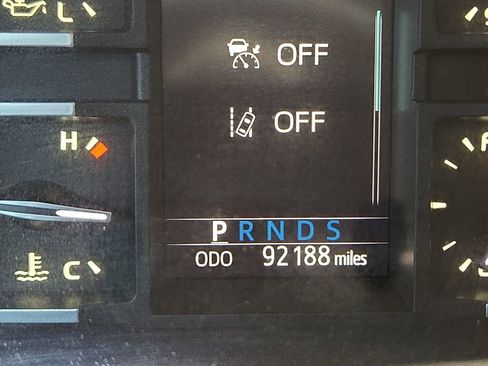 L
OFF
OFF
H
F
P R N D S
C
ODO 92188 miles